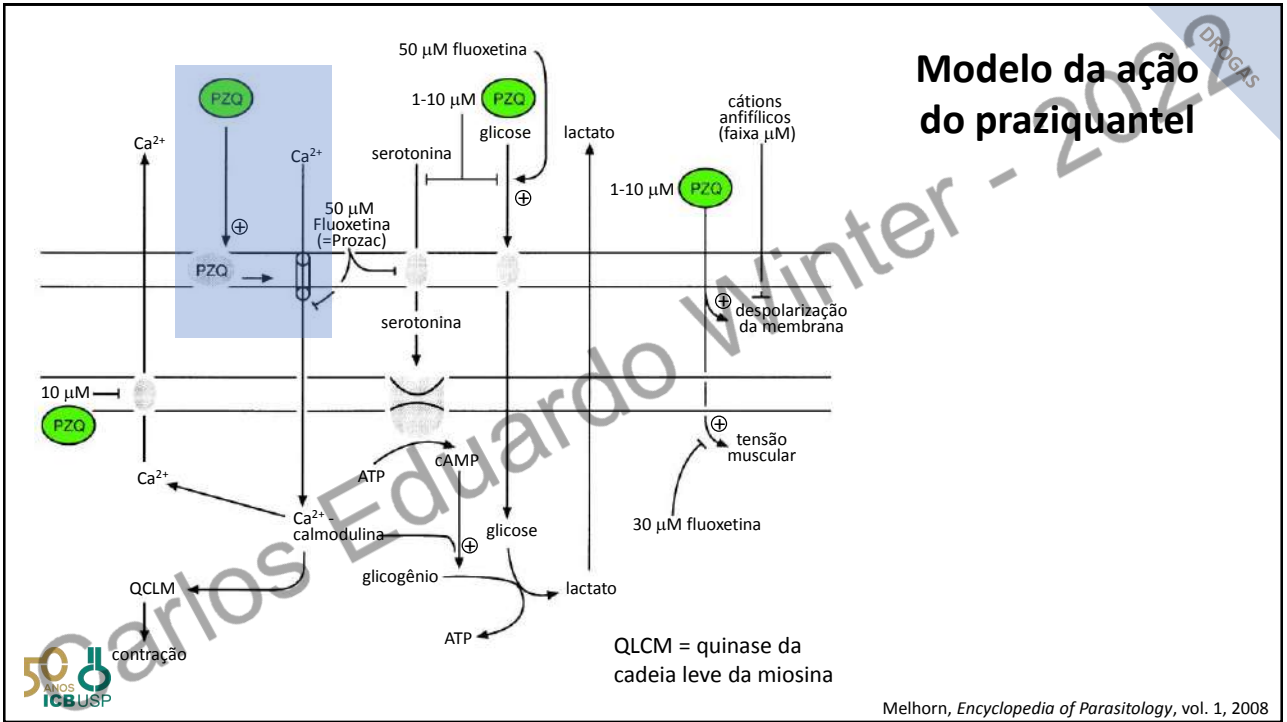 DROGAS
Modelo da ação
do praziquantel
50 μM fluoxetina
PZQ
1-10 μM
PZQ
glicose
lactato
cátions
anfifílicos
(faixa μM)
Ca²⁺
Ca²⁺
serotonina
⊕
1-10 μM
PZQ
⊕
50 μM
Fluoxetina
(=Prozac)
PZQ
⊕
despolarização
da membrana
serotonina
10 μM
PZQ
⊕
tensão
muscular
ATP
cAMP
Ca²⁺
30 μM fluoxetina
Ca²⁺ -
calmodulina
⊕
glicose
glicogênio
lactato
QCLM
ATP
contração
QLCM = quinase da
cadeia leve da miosina
Carlos Eduardo Winter - 2022
50
ANOS
ICBUSP
Melhorn, Encyclopedia of Parasitology, vol. 1, 2008